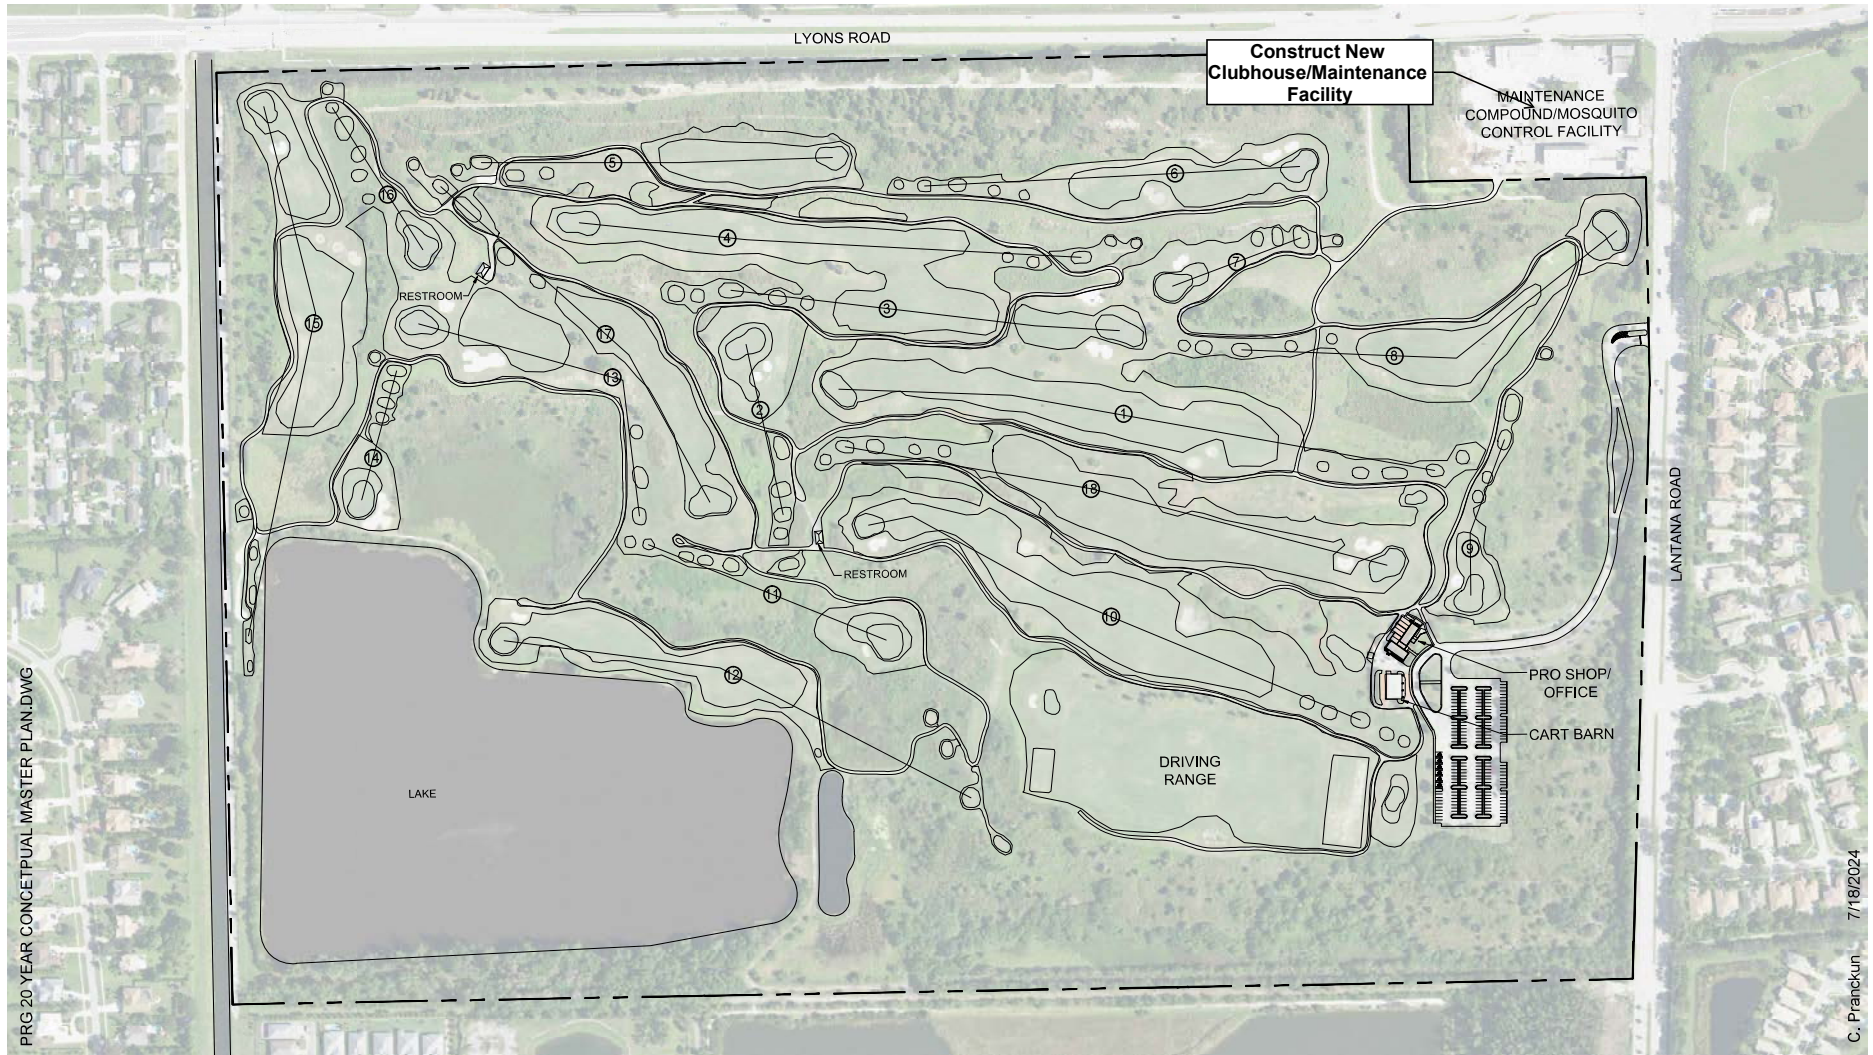 LYONS ROAD
Construct New
Clubhouse/Maintenance
Facility
MAINTENANCE
COMPOUND/MOSQUITO
CONTROL FACILITY
5
6
16
4
7
RESTROOM
3
15
17
8
13
2
1
14
18
LANTANA ROAD
9
RESTROOM
11
10
12
PRO SHOP/
OFFICE
CART BARN
DRIVING
RANGE
LAKE
PRG 20 YEAR CONCETPUAL MASTER PLAN.DWG
C. Pranckun 7/18/2024